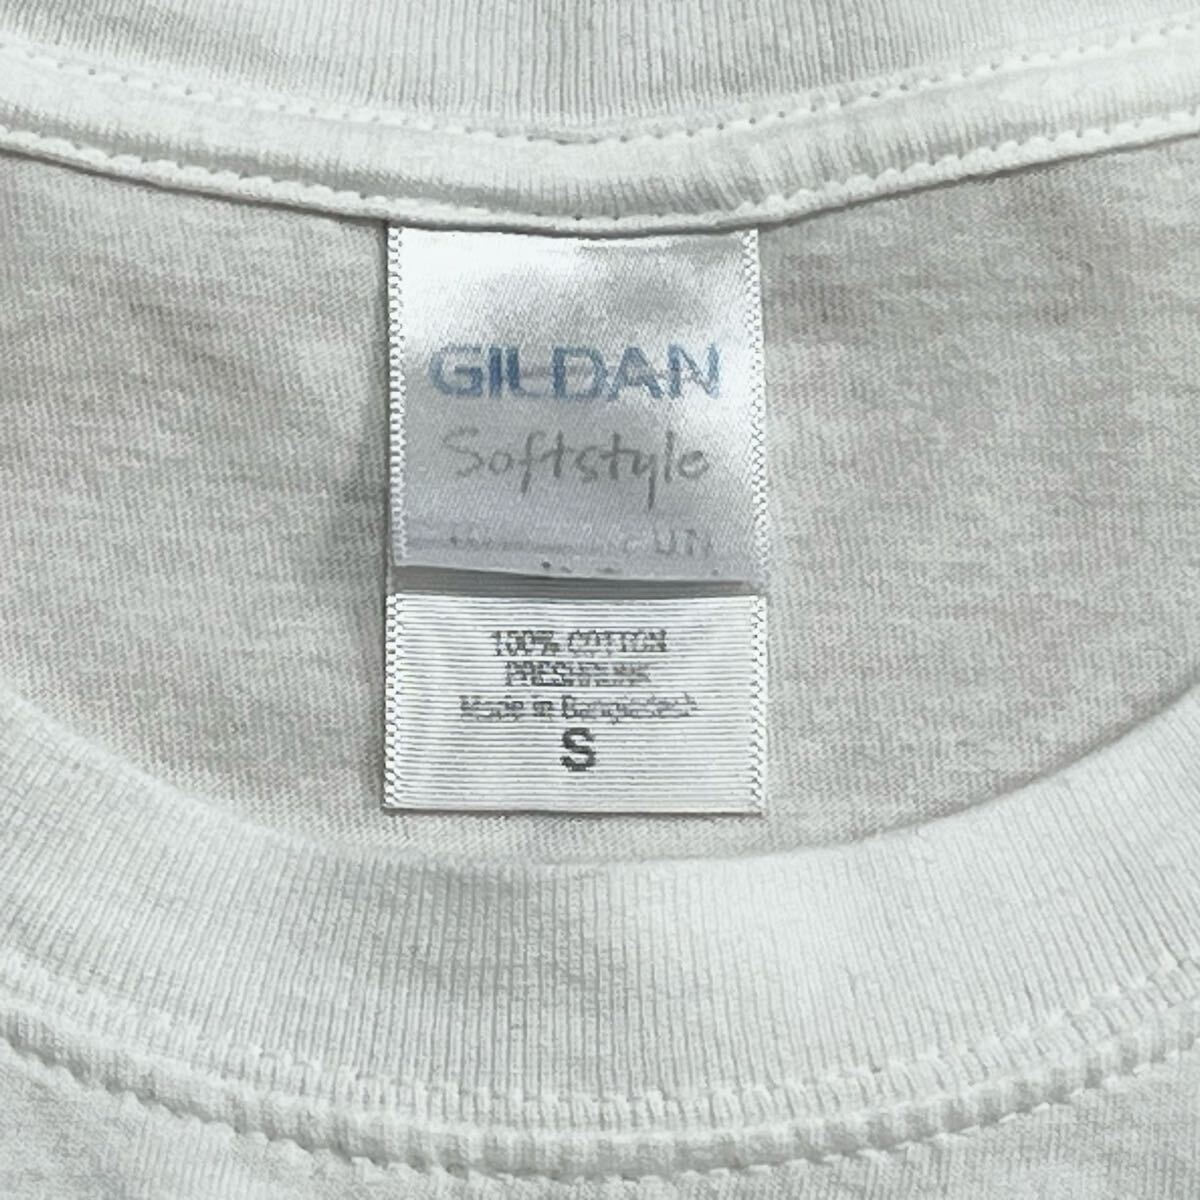 GILDAN
Softstyle
100% COTTON
PRESHRUNK
Made in Bangladesh
S